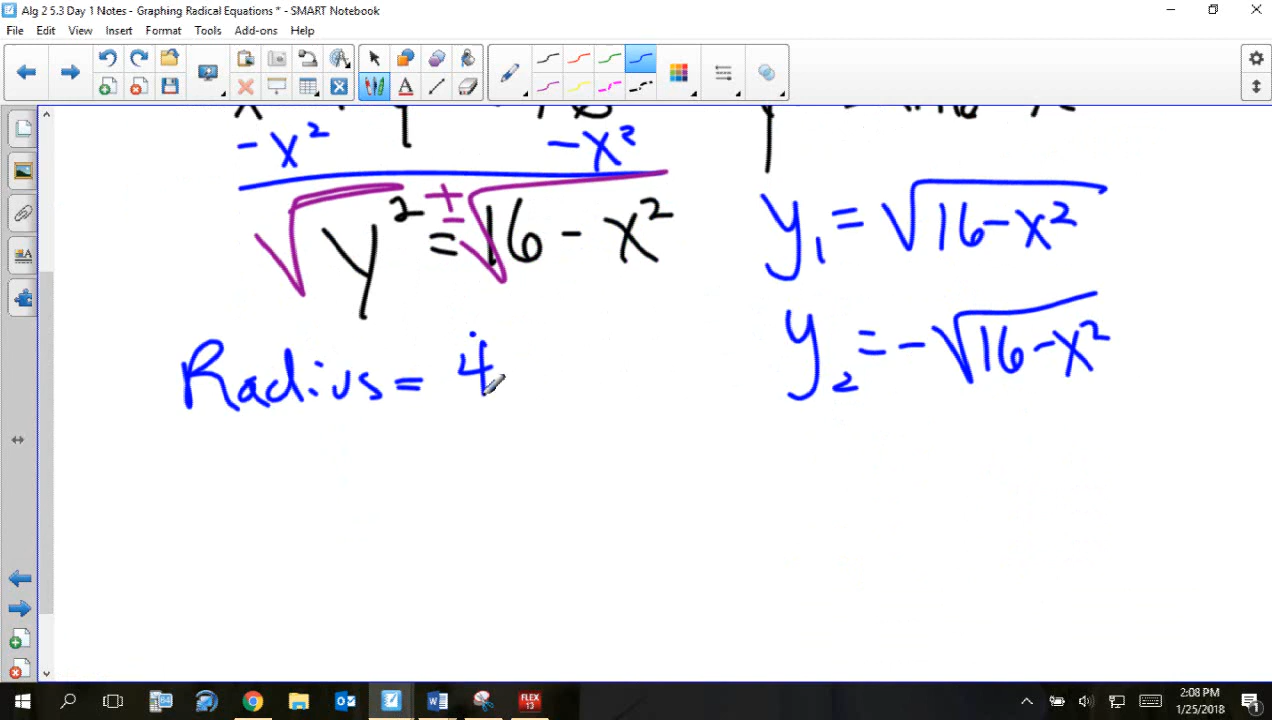 Alg 2 5.3 Day 1 Notes - Graphing Radical Equations * - SMART Notebook
File Edit View Insert Format Tools Add-ons Help
-x² -x²
√y² = ±√16 - x²
y₁ = √16-x²
y₂ = -√16-x²
Radius = 4
FLEX
13
2:08 PM
1/25/2018